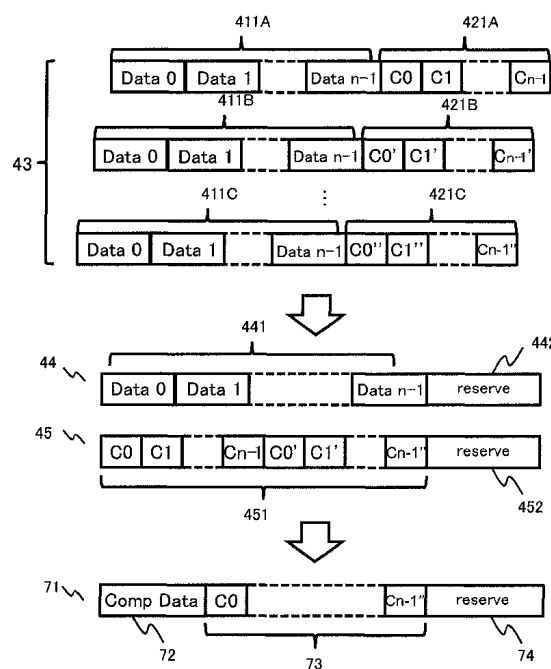 411A 421A
Data 0 Data 1 Data n-1 C0 C1 Cn-1
411B 421B
43
Data 0 Data 1 Data n-1 C0' C1' Cn-1'
411C 421C
Data 0 Data 1 Data n-1 C0'' C1'' Cn-1''
441
442
44
Data 0 Data 1 Data n-1 reserve
45
C0 C1 Cn-1 C0' C1' Cn-1'' reserve
451
452
71
Comp Data C0 Cn-1'' reserve
72 73 74